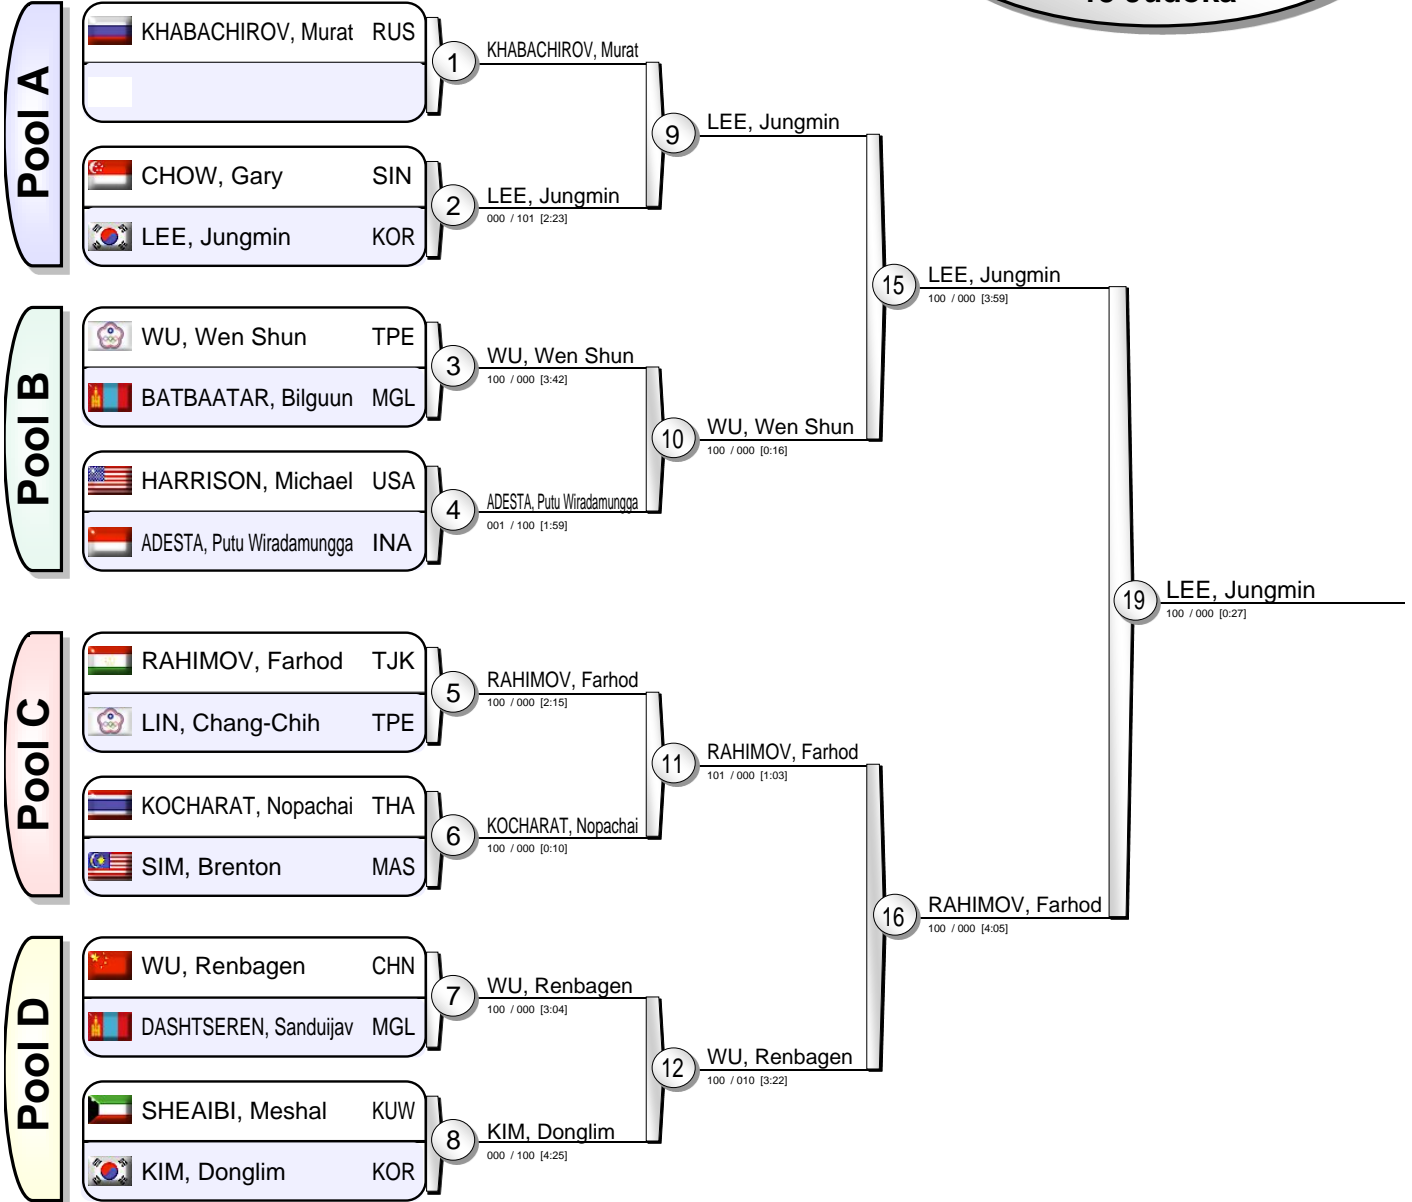 15 Judoka
Pool A
KHABACHIROV, Murat RUS
1
KHABACHIROV, Murat
CHOW, Gary SIN
LEE, Jungmin KOR
2
LEE, Jungmin
000 / 101 [2:23]
9
LEE, Jungmin
Pool B
WU, Wen Shun TPE
BATBAATAR, Bilguun MGL
3
WU, Wen Shun
100 / 000 [3:42]
HARRISON, Michael USA
ADESTA, Putu Wiradamungga INA
4
ADESTA, Putu Wiradamungga
001 / 100 [1:59]
10
WU, Wen Shun
100 / 000 [0:16]
15
LEE, Jungmin
100 / 000 [3:59]
Pool C
RAHIMOV, Farhod TJK
LIN, Chang-Chih TPE
5
RAHIMOV, Farhod
100 / 000 [2:15]
KOCHARAT, Nopachai THA
SIM, Brenton MAS
6
KOCHARAT, Nopachai
100 / 000 [0:10]
11
RAHIMOV, Farhod
101 / 000 [1:03]
Pool D
WU, Renbagen CHN
DASHTSEREN, Sanduijav MGL
7
WU, Renbagen
100 / 000 [3:04]
SHEAIBI, Meshal KUW
KIM, Donglim KOR
8
KIM, Donglim
000 / 100 [4:25]
12
WU, Renbagen
100 / 010 [3:22]
16
RAHIMOV, Farhod
100 / 000 [4:05]
19
LEE, Jungmin
100 / 000 [0:27]